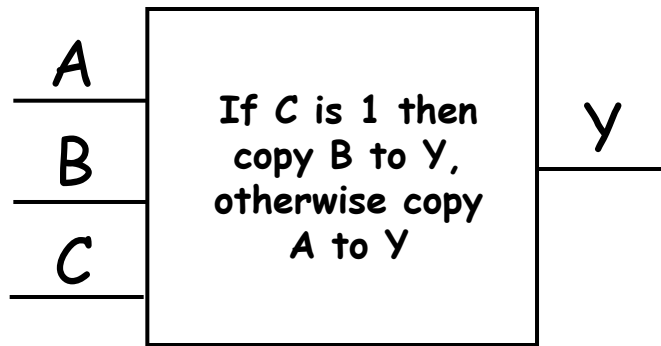 A
B
C
If C is 1 then
copy B to Y,
otherwise copy
A to Y
Y